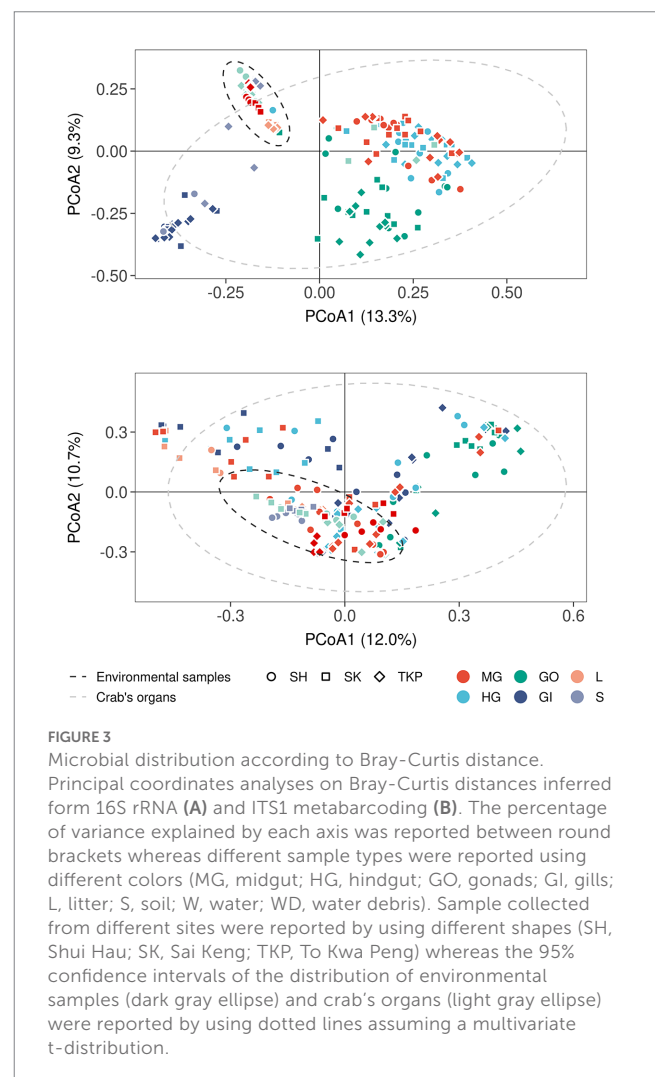 0.25
0.00
-0.25
-0.50
PCoA2 (9.3%)
-0.25
0.00
0.25
0.50
PCoA1 (13.3%)
0.3
0.0
-0.3
PCoA2 (10.7%)
-0.3
0.0
0.3
0.6
PCoA1 (12.0%)
Environmental samples
Crab's organs
SH
SK
TKP
MG
GO
L
HG
GI
S
FIGURE 3
Microbial distribution according to Bray-Curtis distance.
Principal coordinates analyses on Bray-Curtis distances inferred
form 16S rRNA (A) and ITS1 metabarcoding (B). The percentage
of variance explained by each axis was reported between round
brackets whereas different sample types were reported using
different colors (MG, midgut; HG, hindgut; GO, gonads; GI, gills;
L, litter; S, soil; W, water; WD, water debris). Sample collected
from different sites were reported by using different shapes (SH,
Shui Hau; SK, Sai Keng; TKP, To Kwa Peng) whereas the 95%
confidence intervals of the distribution of environmental
samples (dark gray ellipse) and crab's organs (light gray ellipse)
were reported by using dotted lines assuming a multivariate
t-distribution.